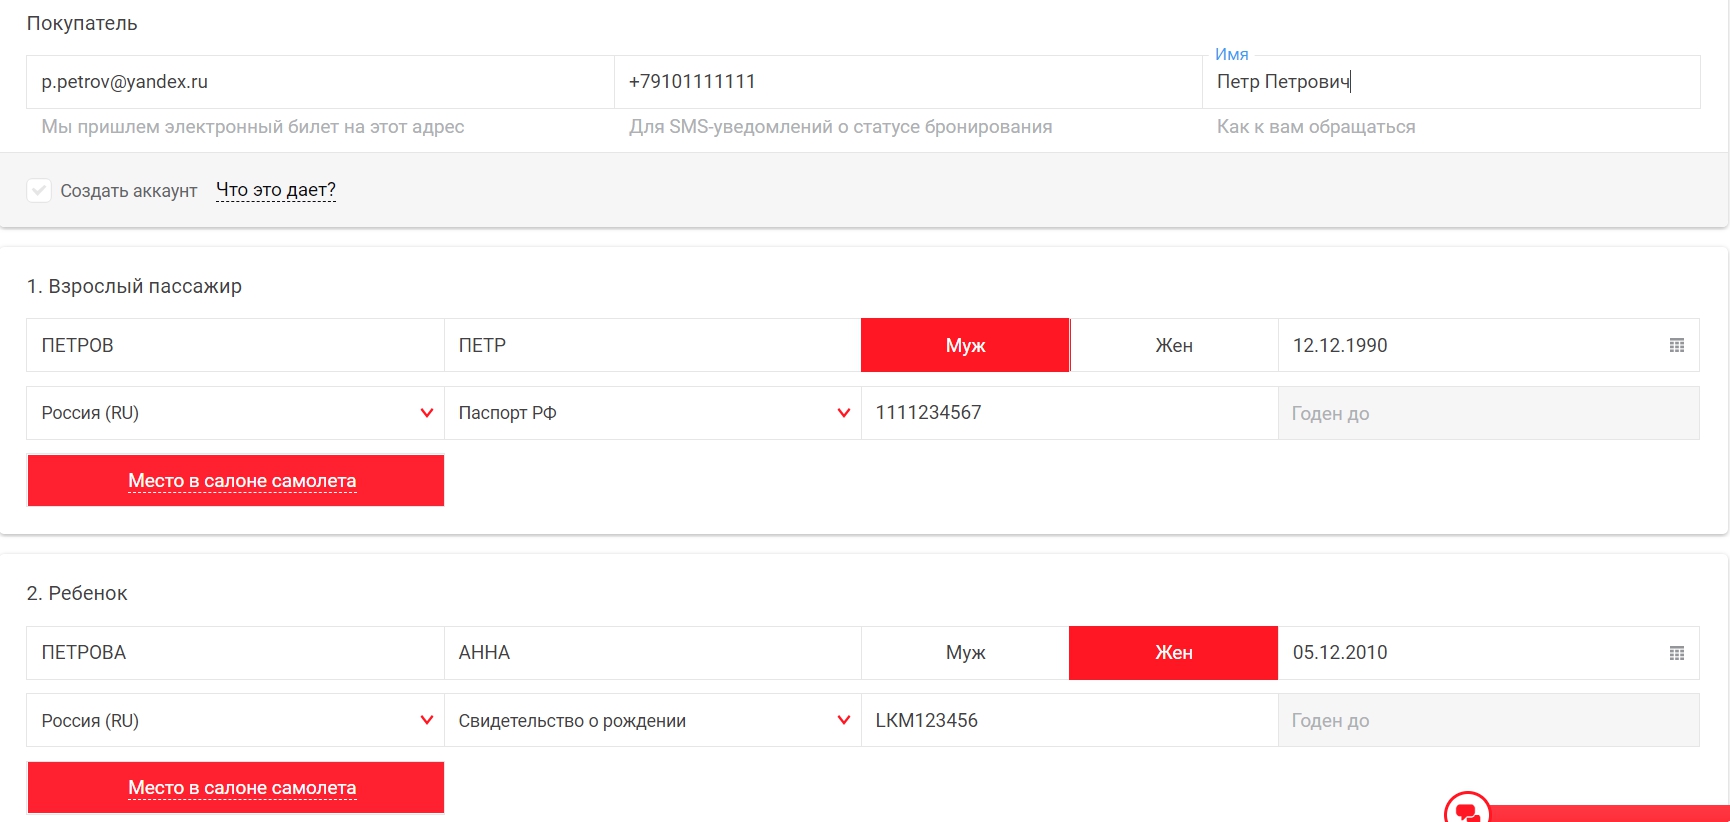 Покупатель
Имя
p.petrov@yandex.ru +79101111111 Петр Петрович
Мы пришлем электронный билет на этот адрес Для SMS-уведомлений о статусе бронирования Как к вам обращаться
Создать аккаунт Что это дает?
1. Взрослый пассажир
ПЕТРОВ ПЕТР Муж Жен 12.12.1990
Россия (RU) Паспорт РФ 1111234567 Годен до
Место в салоне самолета
2. Ребенок
ПЕТРОВА АННА Муж Жен 05.12.2010
Россия (RU) Свидетельство о рождении LКМ123456 Годен до
Место в салоне самолета